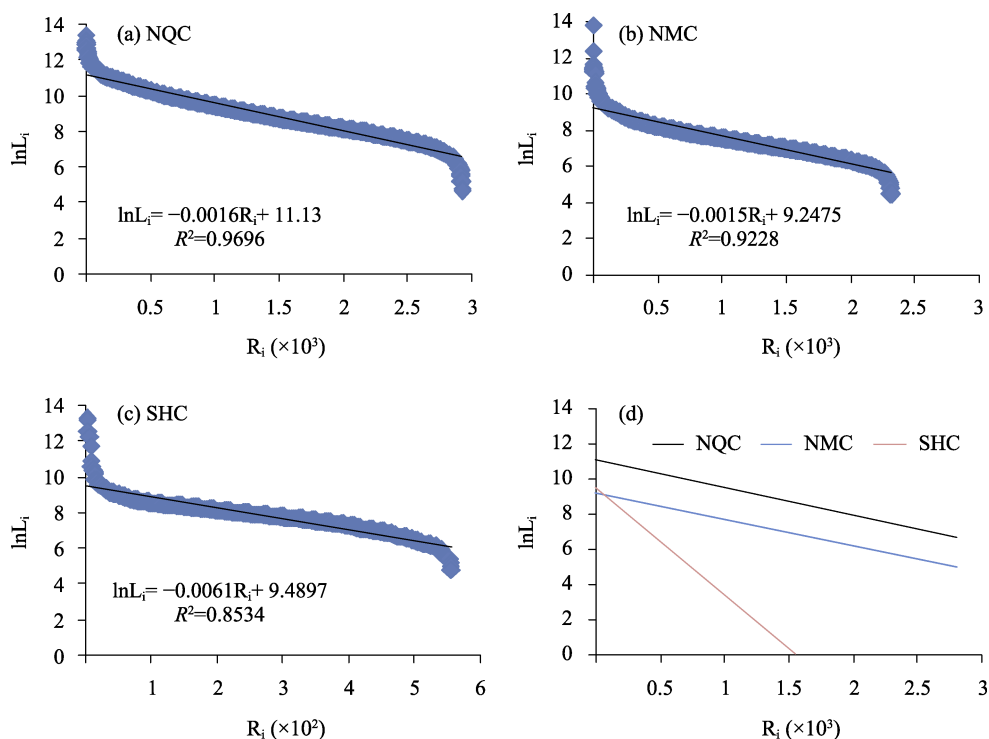 (a) NQC
14
12
10
8
6
4
2
0
lnLᵢ
lnLᵢ= −0.0016Rᵢ+ 11.13
R²=0.9696
0.5 1 1.5 2 2.5 3
Rᵢ (×10³)
(b) NMC
14
12
10
8
6
4
2
0
lnLᵢ
lnLᵢ= −0.0015Rᵢ+ 9.2475
R²=0.9228
0.5 1 1.5 2 2.5 3
Rᵢ (×10³)
(c) SHC
14
12
10
8
6
4
2
0
lnLᵢ
lnLᵢ= −0.0061Rᵢ+ 9.4897
R²=0.8534
1 2 3 4 5 6
Rᵢ (×10²)
(d)
NQC NMC SHC
14
12
10
8
6
4
2
0
lnLᵢ
0.5 1 1.5 2 2.5 3
Rᵢ (×10³)